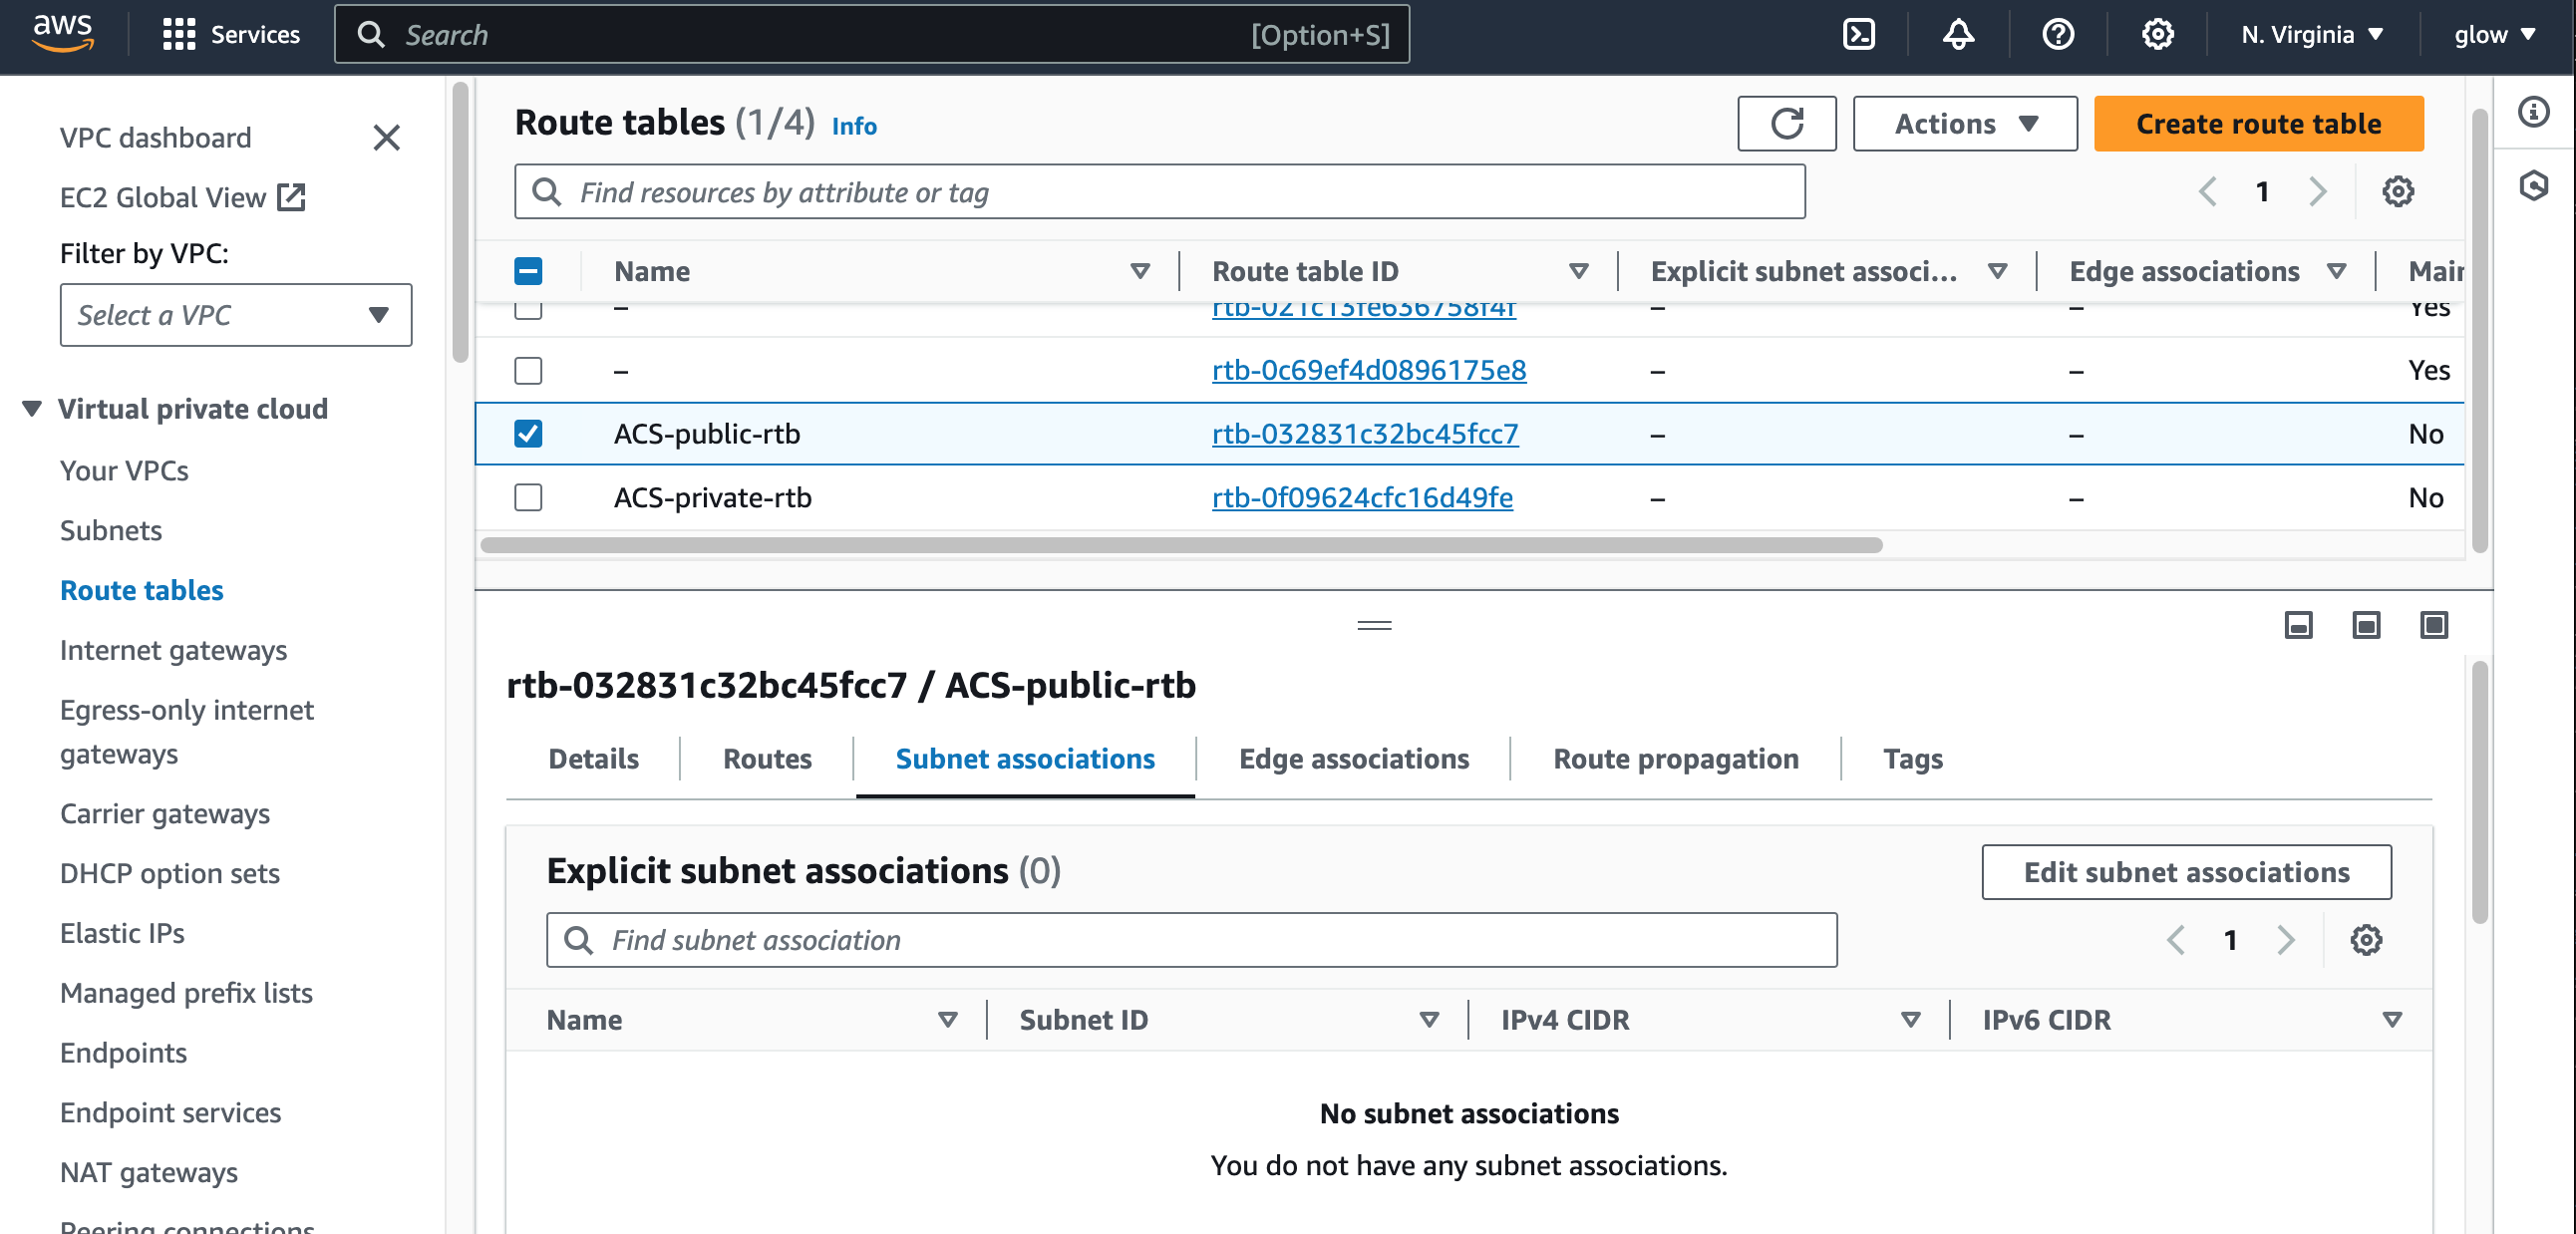 aws Services Search [Option+S] N. Virginia glow
VPC dashboard
EC2 Global View
Filter by VPC:
Select a VPC
Virtual private cloud
Your VPCs
Subnets
Route tables
Internet gateways
Egress-only internet
gateways
Carrier gateways
DHCP option sets
Elastic IPs
Managed prefix lists
Endpoints
Endpoint services
NAT gateways
Peering connections
Route tables (1/4) Info Actions Create route table
Find resources by attribute or tag 1
Name Route table ID Explicit subnet associ... Edge associations Main
– rtb-021c13fe636758f4f – – Yes
– rtb-0c69ef4d0896175e8 – – Yes
ACS-public-rtb rtb-032831c32bc45fcc7 – – No
ACS-private-rtb rtb-0f09624cfc16d49fe – – No
rtb-032831c32bc45fcc7 / ACS-public-rtb
Details Routes Subnet associations Edge associations Route propagation Tags
Explicit subnet associations (0) Edit subnet associations
Find subnet association 1
Name Subnet ID IPv4 CIDR IPv6 CIDR
No subnet associations
You do not have any subnet associations.